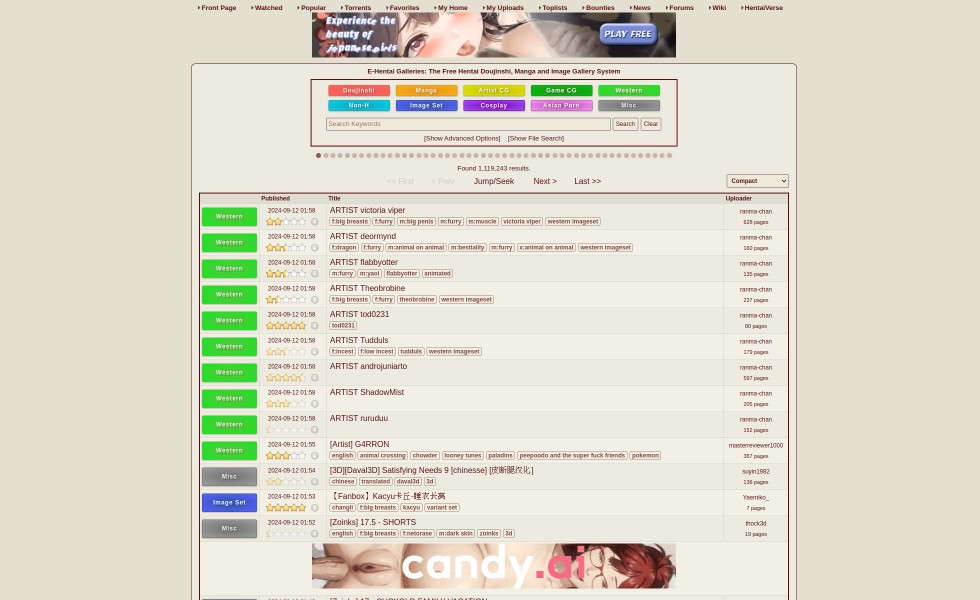 Front Page Watched Popular Torrents Favorites My Home My Uploads Toplists Bounties News Forums Wiki HentaiVerse
Experience the
beauty of
PLAY FREE
E-Hentai Galleries: The Free Hentai Doujinshi, Manga and Image Gallery System
Doujinshi Manga Artist CG Game CG Western
Non-H Image Set Cosplay Asian Porn Misc
Search Keywords Search Clear
[Show Advanced Options] [Show File Search]
Found 1,119,243 results.
<< First < Prev Jump/Seek Next > Last >> Compact
Published Title Uploader
Western 2024-09-12 01:58 ARTIST victoria viper ranma-chan
f:big breasts f:furry m:big penis m:furry m:muscle victoria viper western imageset 628 pages
Western 2024-09-12 01:58 ARTIST deormynd ranma-chan
f:dragon f:furry m:animal on animal m:bestiality m:furry x:animal on animal western imageset 160 pages
Western 2024-09-12 01:58 ARTIST flabbyotter ranma-chan
m:furry m:yaoi flabbyotter animated 135 pages
Western 2024-09-12 01:58 ARTIST Theobrobine ranma-chan
f:big breasts f:furry theobrobine western imageset 237 pages
Western 2024-09-12 01:58 ARTIST tod0231 ranma-chan
tod0231 80 pages
Western 2024-09-12 01:58 ARTIST Tudduls ranma-chan
f:incest f:low incest tudduls western imageset 179 pages
Western 2024-09-12 01:58 ARTIST androjuniarto ranma-chan
597 pages
Western 2024-09-12 01:58 ARTIST ShadowMist ranma-chan
205 pages
Western 2024-09-12 01:58 ARTIST ruruduu ranma-chan
152 pages
Western 2024-09-12 01:55 [Artist] G4RRON masterreviewer1000
english animal crossing chowder looney tunes paladins peepoodo and the super fuck friends pokemon 387 pages
Misc 2024-09-12 01:54 [3D][Daval3D] Satisfying Needs 9 [chinesse] [皮断腿汉化] suyin1982
chinese translated daval3d 3d 136 pages
Image Set 2024-09-12 01:53 【Fanbox】Kacyu卡丘-睡衣长离 Yaemiko_
changli f:big breasts kacyu variant set 7 pages
Misc 2024-09-12 01:52 [Zoinks] 17.5 - SHORTS thock3d
english f:big breasts f:netorase m:dark skin zoinks 3d 19 pages
candy.ai